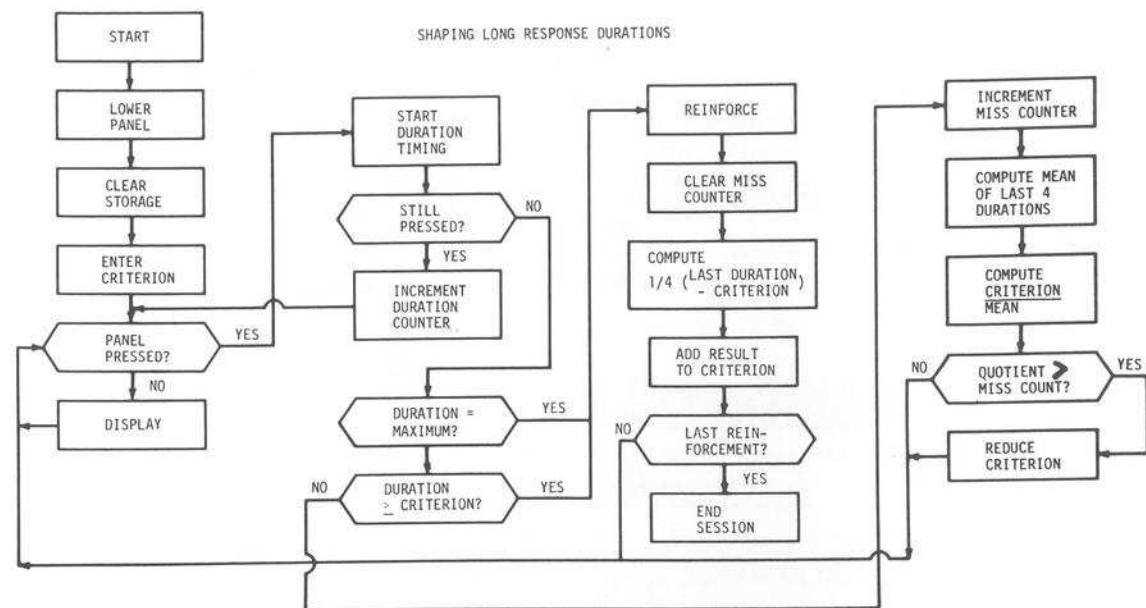 SHAPING LONG RESPONSE DURATIONS
START
LOWER
PANEL
CLEAR
STORAGE
ENTER
CRITERION
PANEL
PRESSED?
YES
NO
DISPLAY
START
DURATION
TIMING
STILL
PRESSED?
NO
YES
INCREMENT
DURATION
COUNTER
DURATION =
MAXIMUM?
YES
DURATION
≥ CRITERION?
NO
YES
REINFORCE
CLEAR MISS
COUNTER
COMPUTE
1/4 (LAST DURATION
- CRITERION)
ADD RESULT
TO CRITERION
LAST REIN-
FORCEMENT?
NO
YES
END
SESSION
INCREMENT
MISS COUNTER
COMPUTE MEAN
OF LAST 4
DURATIONS
COMPUTE
CRITERION
MEAN
QUOTIENT >
MISS COUNT?
NO
YES
REDUCE
CRITERION